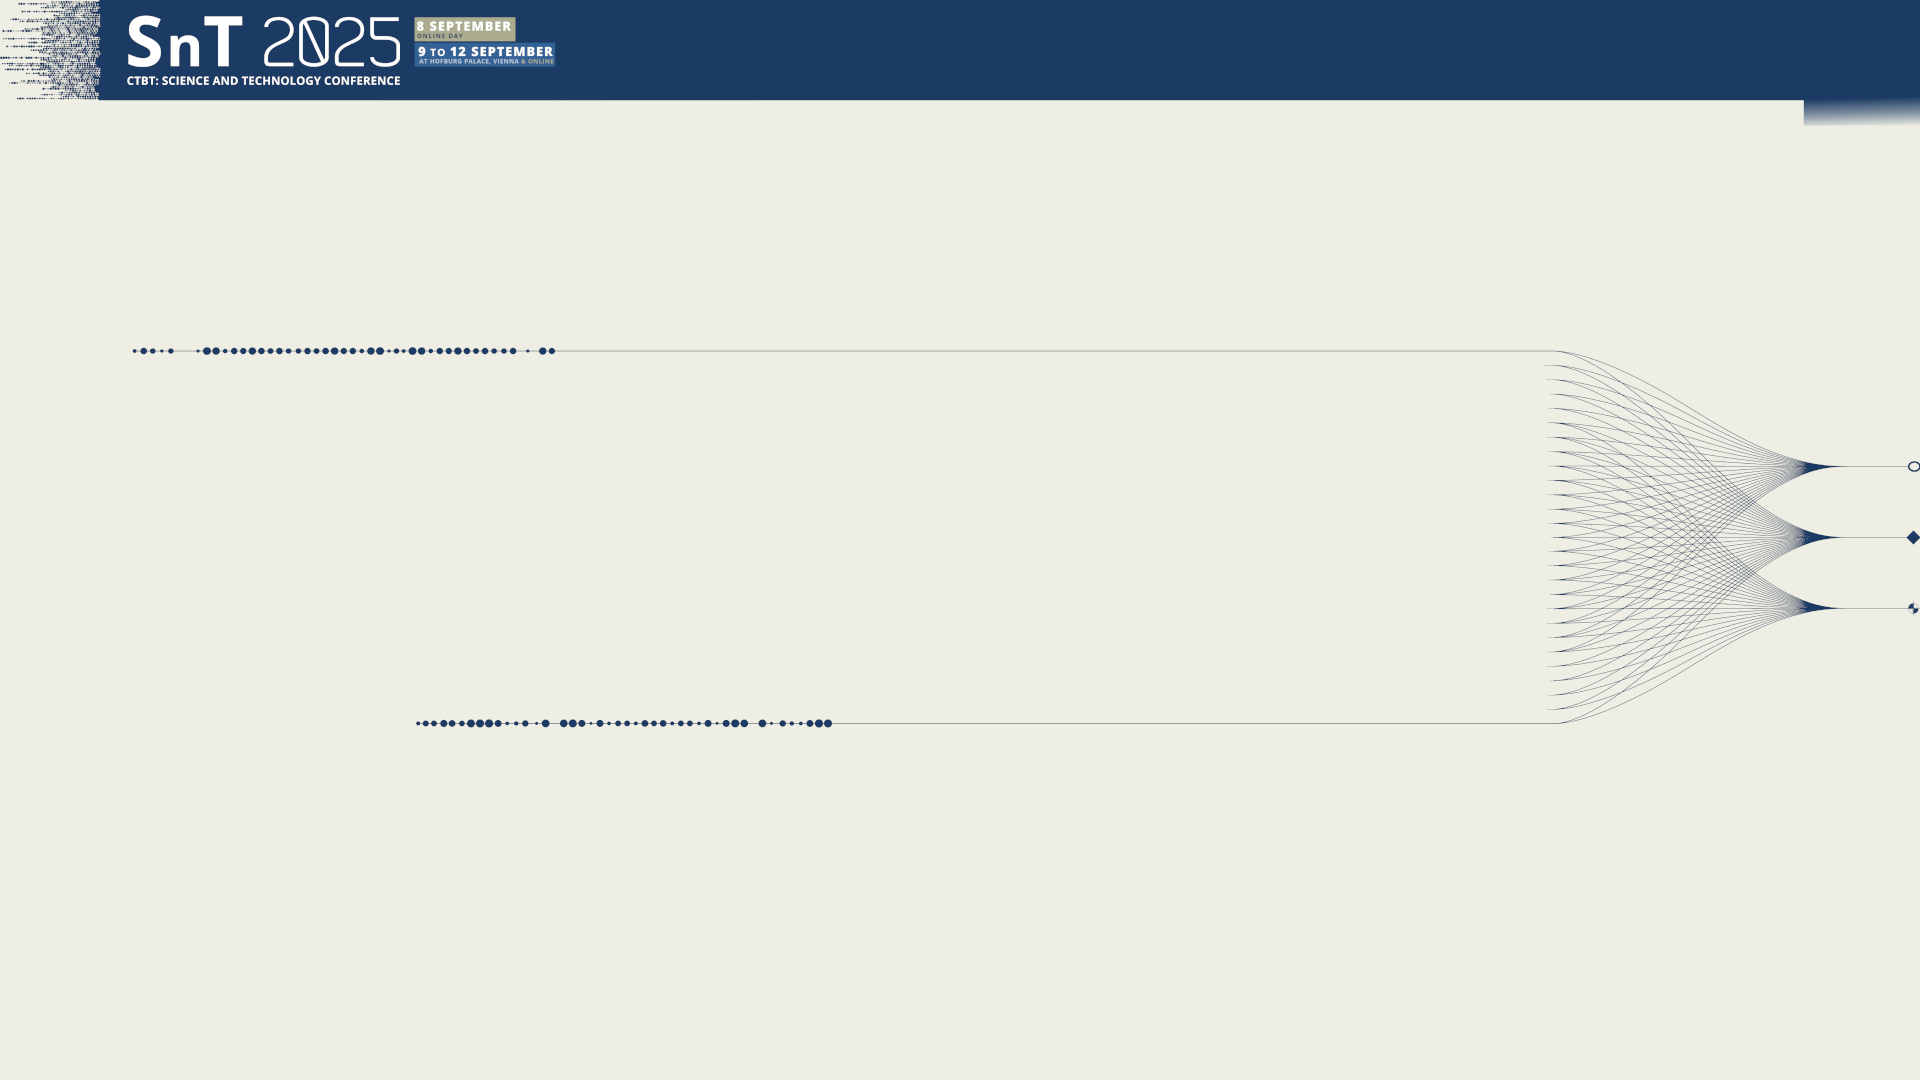 SnT 2025
CTBT: SCIENCE AND TECHNOLOGY CONFERENCE
8 SEPTEMBER
ONLINE DAY
9 TO 12 SEPTEMBER
AT HOFBURG PALACE, VIENNA & ONLINE